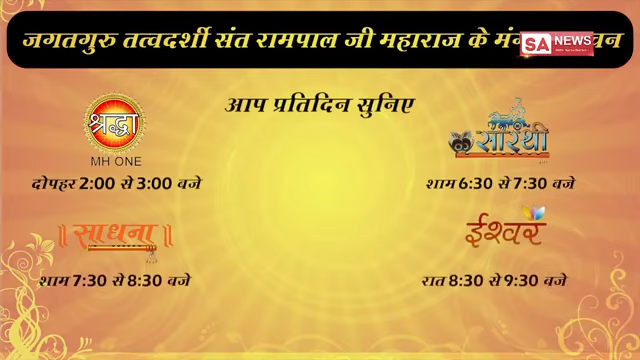 जगतगुरु तत्वदर्शी संत रामपाल जी महाराज के
SA NEWS
आप प्रतिदिन सुनिए
श्रद्धा
MH ONE
दोपहर 2:00 से 3:00 बजे
सारथी
शाम 6:30 से 7:30 बजे
॥ साधना ॥
शाम 7:30 से 8:30 बजे
ईश्वर
रात 8:30 से 9:30 बजे